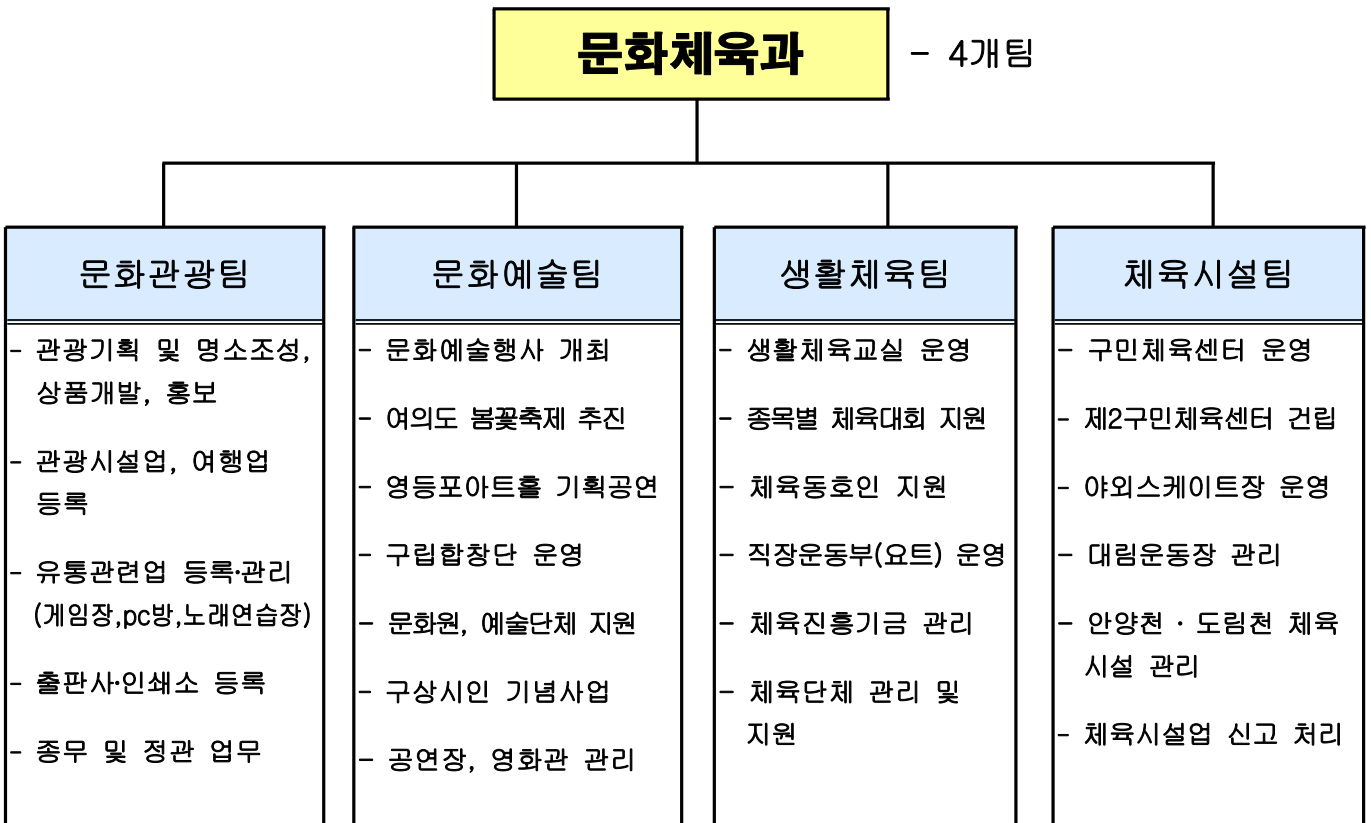 문화체육과
- 4개팀
문화관광팀
- 관광기획 및 명소조성,
상품개발, 홍보
- 관광시설업, 여행업
등록
- 유통관련업 등록·관리
(게임장,pc방,노래연습장)
- 출판사·인쇄소 등록
- 종무 및 정관 업무
문화예술팀
- 문화예술행사 개최
- 여의도 봄꽃축제 추진
- 영등포아트홀 기획공연
- 구립합창단 운영
- 문화원, 예술단체 지원
- 구상시인 기념사업
- 공연장, 영화관 관리
생활체육팀
- 생활체육교실 운영
- 종목별 체육대회 지원
- 체육동호인 지원
- 직장운동부(요트) 운영
- 체육진흥기금 관리
- 체육단체 관리 및
지원
체육시설팀
- 구민체육센터 운영
- 제2구민체육센터 건립
- 야외스케이트장 운영
- 대림운동장 관리
- 안양천 · 도림천 체육
시설 관리
- 체육시설업 신고 처리